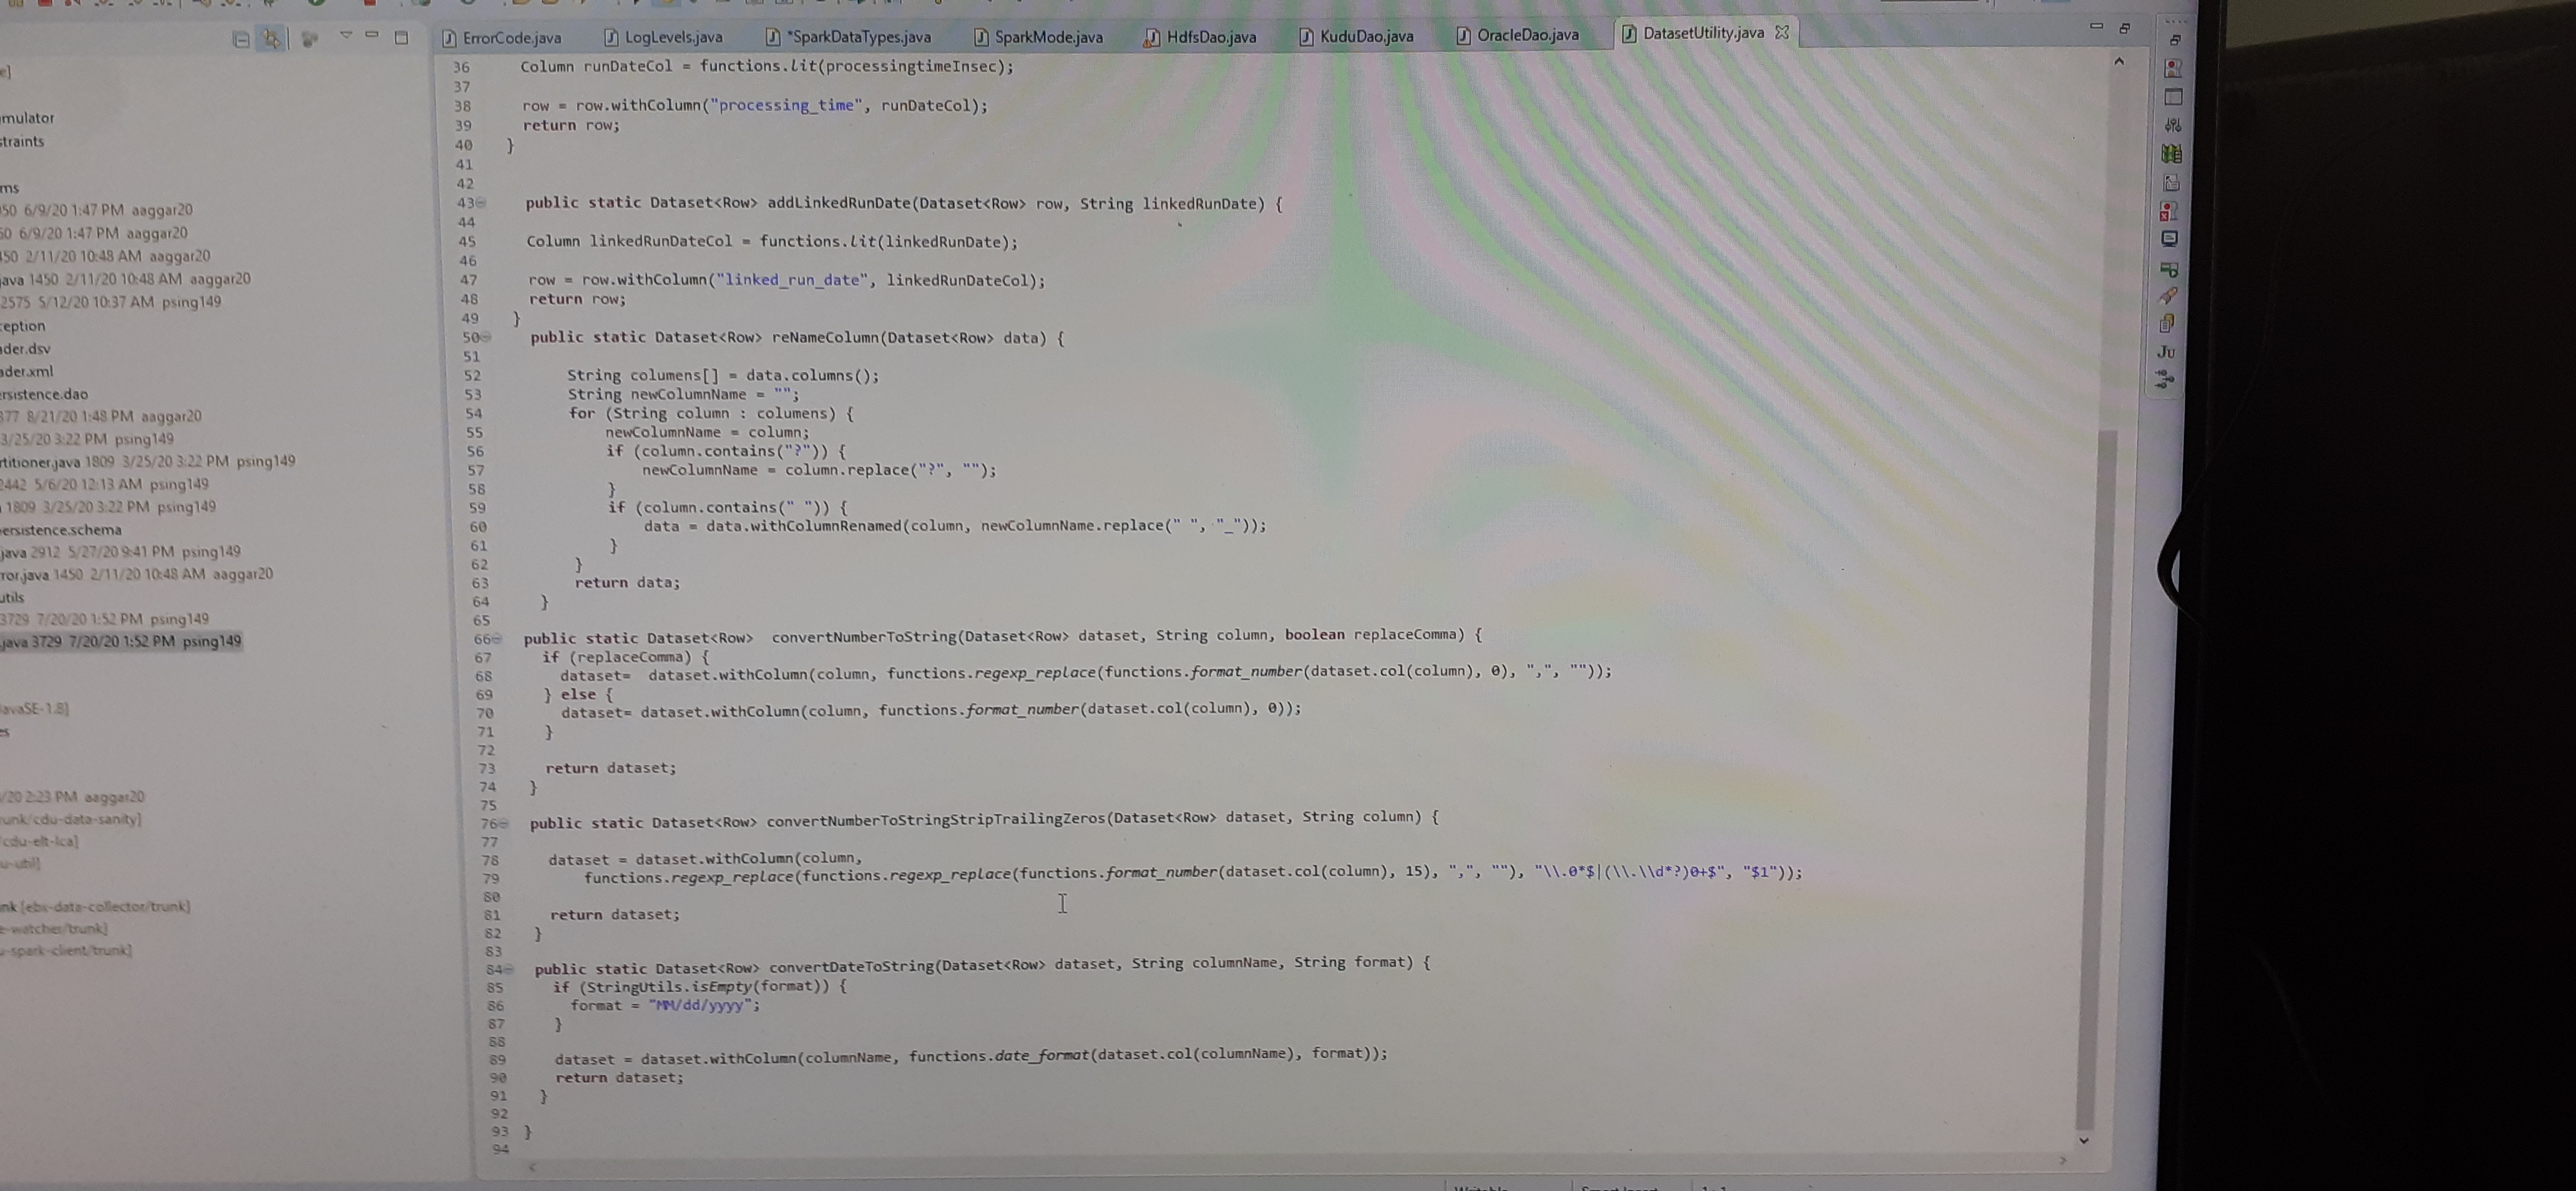 ErrorCode.java LogLevels.java *SparkDataTypes.java SparkMode.java HdfsDao.java KuduDao.java OracleDao.java DatasetUtility.java
e]
mulator
traints
ms
50 6/9/20 1:47 PM aaggar20
0 6/9/20 1:47 PM aaggar20
450 2/11/20 10:48 AM aaggar20
java 1450 2/11/20 10:48 AM aaggar20
2575 5/12/20 10:37 AM psing149
eption
ader.dsv
ader.xml
ersistence.dao
377 8/21/20 1:48 PM aaggar20
3/25/20 3:22 PM psing149
rtitioner.java 1809 3/25/20 3:22 PM psing149
2442 5/6/20 12:13 AM psing149
1809 3/25/20 3:22 PM psing149
ersistence.schema
java 2912 5/27/20 9:41 PM psing149
ror.java 1450 2/11/20 10:48 AM aaggar20
utils
3729 7/20/20 1:52 PM psing149
java 3729 7/20/20 1:52 PM psing149
avaSE-1.8]
es
/20 2:23 PM aaggar20
unk/cdu-data-sanity]
cdu-elt-lca]
u-util]
nk [ebx-data-collector/trunk]
e-watcher/trunk]
u-spark-client/trunk]
36 Column runDateCol = functions.lit(processingtimeInsec);
37
38 row = row.withColumn("processing_time", runDateCol);
39 return row;
40 }
41
42
43 public static Dataset<Row> addLinkedRunDate(Dataset<Row> row, String linkedRunDate) {
44
45 Column linkedRunDateCol = functions.lit(linkedRunDate);
46
47 row = row.withColumn("linked_run_date", linkedRunDateCol);
48 return row;
49 }
50 public static Dataset<Row> reNameColumn(Dataset<Row> data) {
51
52 String columens[] = data.columns();
53 String newColumnName = "";
54 for (String column : columens) {
55 newColumnName = column;
56 if (column.contains("?")) {
57 newColumnName = column.replace("?", "");
58 }
59 if (column.contains(" ")) {
60 data = data.withColumnRenamed(column, newColumnName.replace(" ", "_"));
61 }
62 }
63 return data;
64 }
65
66 public static Dataset<Row> convertNumberToString(Dataset<Row> dataset, String column, boolean replaceComma) {
67 if (replaceComma) {
68 dataset= dataset.withColumn(column, functions.regexp_replace(functions.format_number(dataset.col(column), 0), ",", ""));
69 } else {
70 dataset= dataset.withColumn(column, functions.format_number(dataset.col(column), 0));
71 }
72
73 return dataset;
74 }
75
76 public static Dataset<Row> convertNumberToStringStripTrailingZeros(Dataset<Row> dataset, String column) {
77
78 dataset = dataset.withColumn(column,
79 functions.regexp_replace(functions.regexp_replace(functions.format_number(dataset.col(column), 15), ",", ""), "\\.0*$|(\\.\\d*?)0+$", "$1"));
80
81 return dataset;
82 }
83
84 public static Dataset<Row> convertDateToString(Dataset<Row> dataset, String columnName, String format) {
85 if (StringUtils.isEmpty(format)) {
86 format = "MM/dd/yyyy";
87 }
88
89 dataset = dataset.withColumn(columnName, functions.date_format(dataset.col(columnName), format));
90 return dataset;
91 }
92
93 }
94
Ju